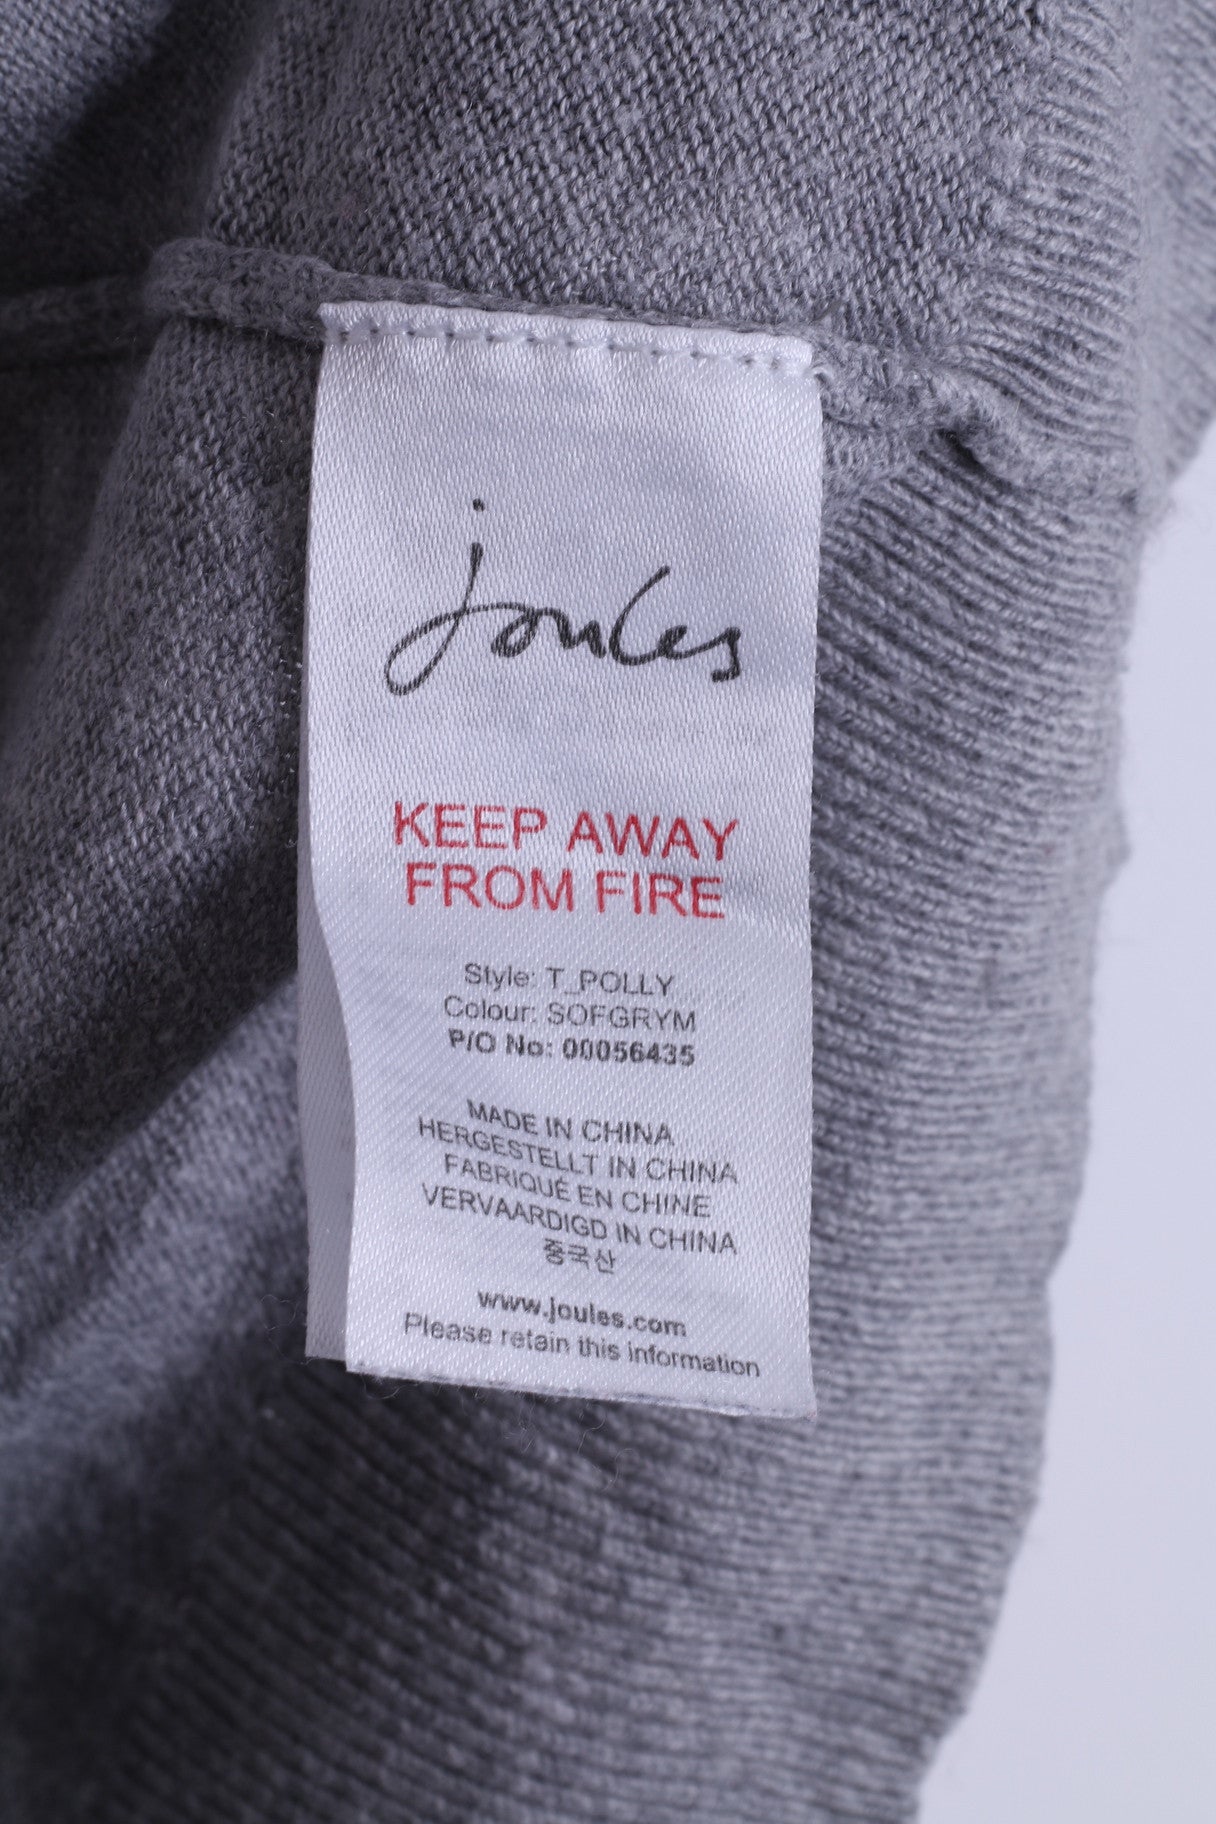 joules
KEEP AWAY
FROM FIRE
Style: T_POLLY
Colour: SOFGRYM
P/O No: 00056435
MADE IN CHINA
HERGESTELLT IN CHINA
FABRIQUÉ EN CHINE
VERVAARDIGD IN CHINA
중국산
www.joules.com
Please retain this information